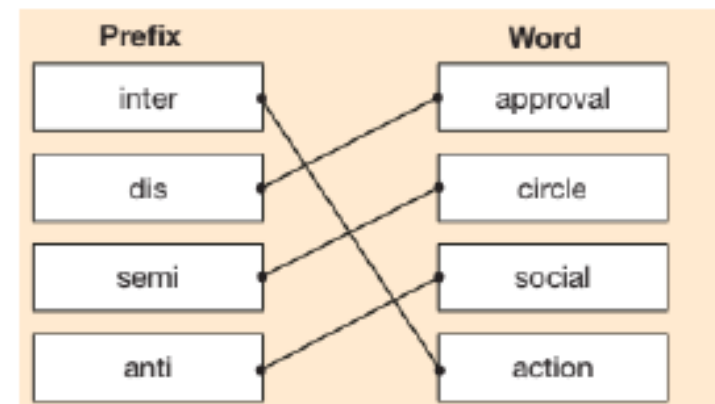 Prefix Word
inter approval
dis circle
semi social
anti action